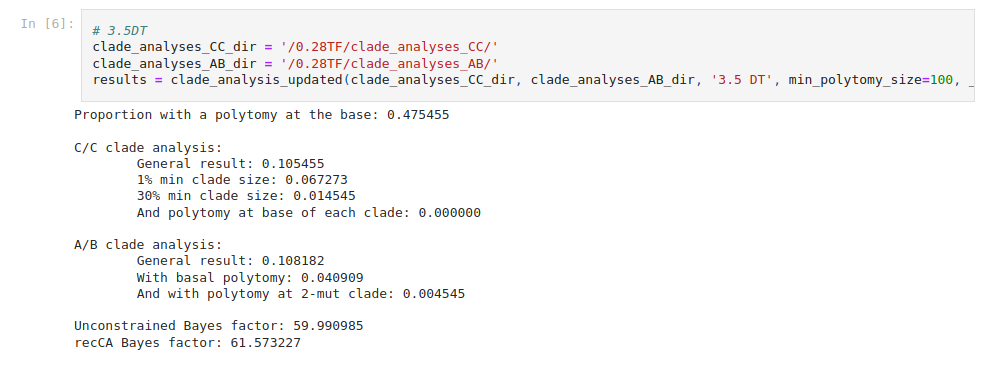 In [6]:
# 3.5DT
clade_analyses_CC_dir = '/0.28TF/clade_analyses_CC/'
clade_analyses_AB_dir = '/0.28TF/clade_analyses_AB/'
results = clade_analysis_updated(clade_analyses_CC_dir, clade_analyses_AB_dir, '3.5 DT', min_polytomy_size=100, _
Proportion with a polytomy at the base: 0.475455
C/C clade analysis:
General result: 0.105455
1% min clade size: 0.067273
30% min clade size: 0.014545
And polytomy at base of each clade: 0.000000
A/B clade analysis:
General result: 0.108182
With basal polytomy: 0.040909
And with polytomy at 2-mut clade: 0.004545
Unconstrained Bayes factor: 59.990985
recCA Bayes factor: 61.573227